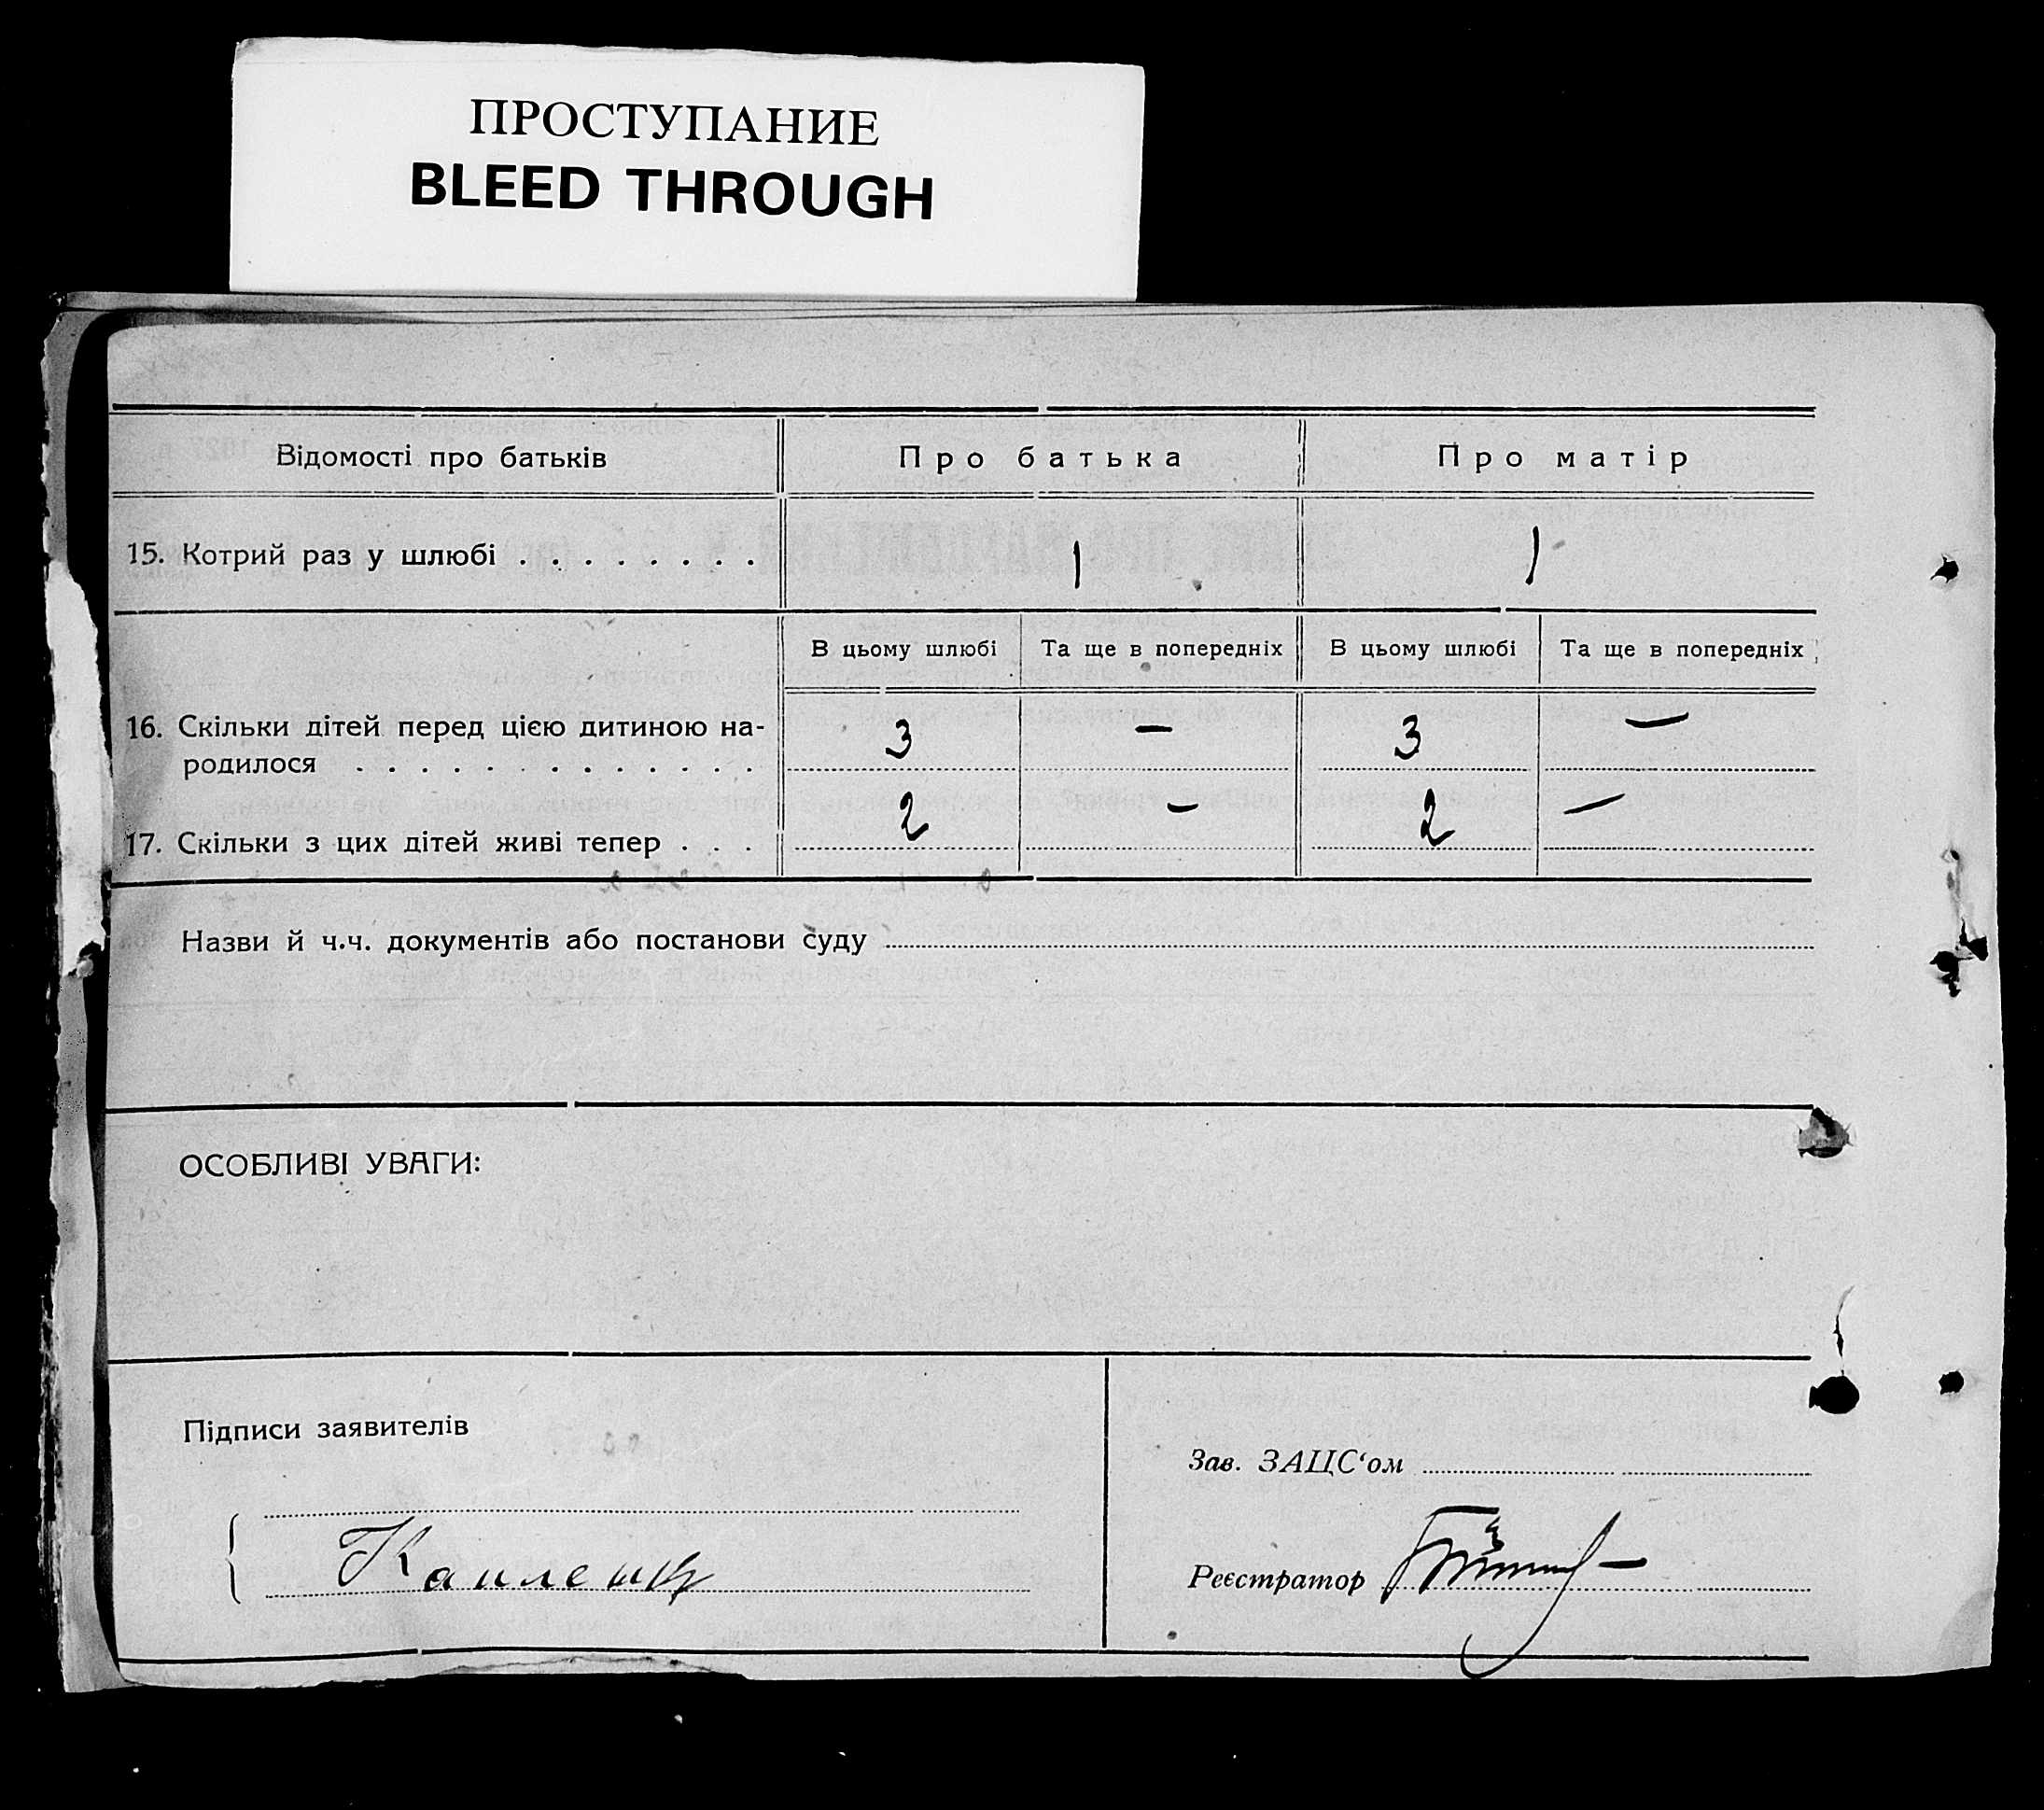 ПРОСТУПАНИЕ
BLEED THROUGH
Відомості про батьків Про батька Про матір
15. Котрий раз у шлюбі . . . . . . . . 1 1
В цьому шлюбі Та ще в попередніх В цьому шлюбі Та ще в попередніх
16. Скільки дітей перед цією дитиною на- 3 — 3 —
родилося . . . . . . . . . . . . .
17. Скільки з цих дітей живі тепер . . . 2 — 2 —
Назви й ч.ч. документів або постанови суду
ОСОБЛИВІ УВАГИ:
Підписи заявителів
Зав. ЗАЦС‘ом
Реєстратор